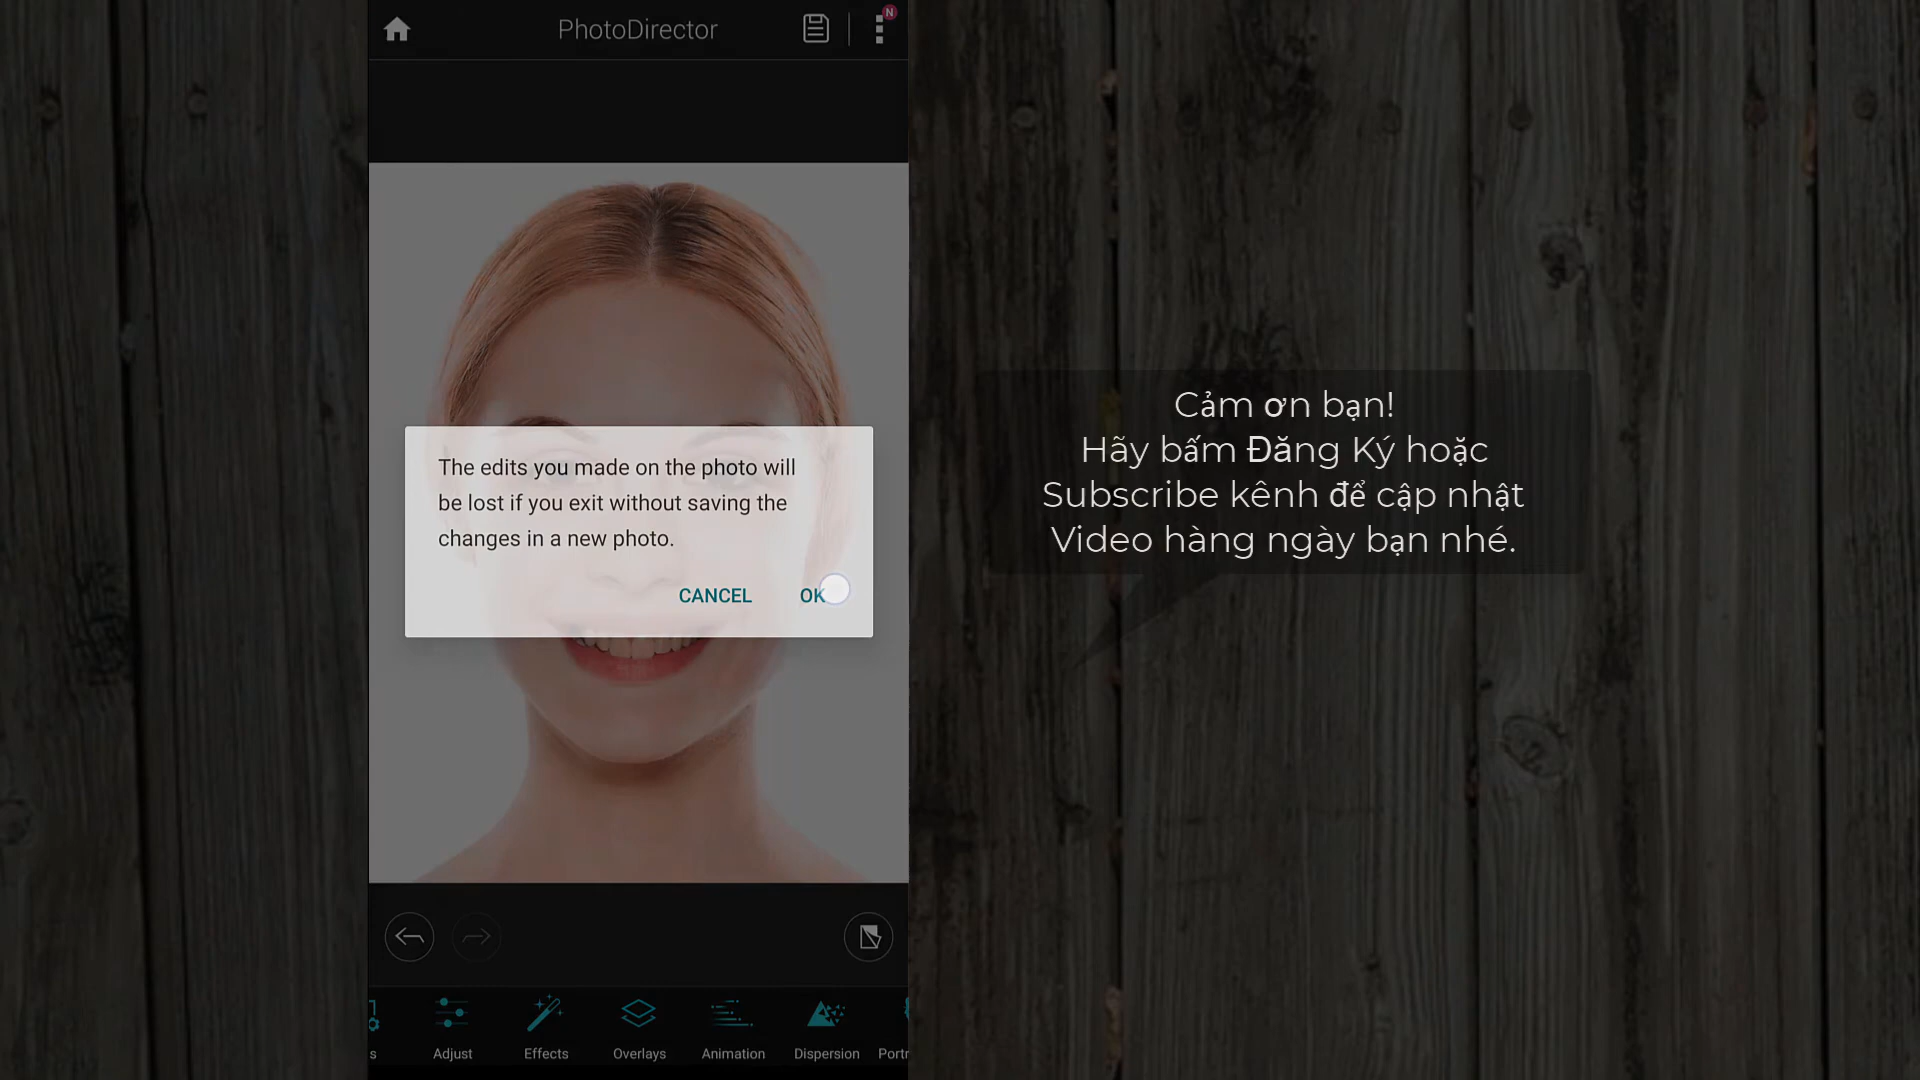 PhotoDirector
N
The edits you made on the photo will
be lost if you exit without saving the
changes in a new photo.
CANCEL OK
Cảm ơn bạn!
Hãy bấm Đăng Ký hoặc
Subscribe kênh để cập nhật
Video hàng ngày bạn nhé.
s Adjust Effects Overlays Animation Dispersion Portr